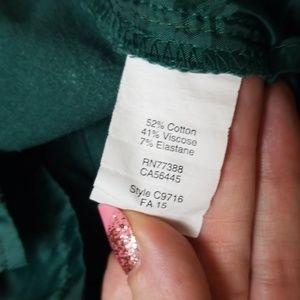 52% Cotton
41% Viscose
7% Elastane
RN77388
CA56445
Style C9716
FA 15